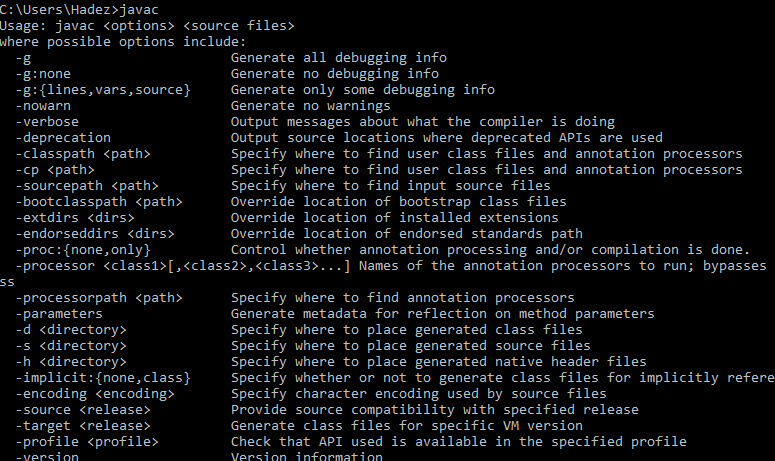 C:\Users\Hadez>javac
Usage: javac <options> <source files>
where possible options include:
  -g                         Generate all debugging info
  -g:none                    Generate no debugging info
  -g:{lines,vars,source}     Generate only some debugging info
  -nowarn                    Generate no warnings
  -verbose                   Output messages about what the compiler is doing
  -deprecation               Output source locations where deprecated APIs are used
  -classpath <path>          Specify where to find user class files and annotation processors
  -cp <path>                 Specify where to find user class files and annotation processors
  -sourcepath <path>         Specify where to find input source files
  -bootclasspath <path>      Override location of bootstrap class files
  -extdirs <dirs>            Override location of installed extensions
  -endorseddirs <dirs>       Override location of endorsed standards path
  -proc:{none,only}          Control whether annotation processing and/or compilation is done.
  -processor <class1>[,<class2>,<class3>...] Names of the annotation processors to run; bypasses
ss
  -processorpath <path>      Specify where to find annotation processors
  -parameters                Generate metadata for reflection on method parameters
  -d <directory>             Specify where to place generated class files
  -s <directory>             Specify where to place generated source files
  -h <directory>             Specify where to place generated native header files
  -implicit:{none,class}     Specify whether or not to generate class files for implicitly refere
  -encoding <encoding>       Specify character encoding used by source files
  -source <release>          Provide source compatibility with specified release
  -target <release>          Generate class files for specific VM version
  -profile <profile>         Check that API used is available in the specified profile
  -version                   Version information